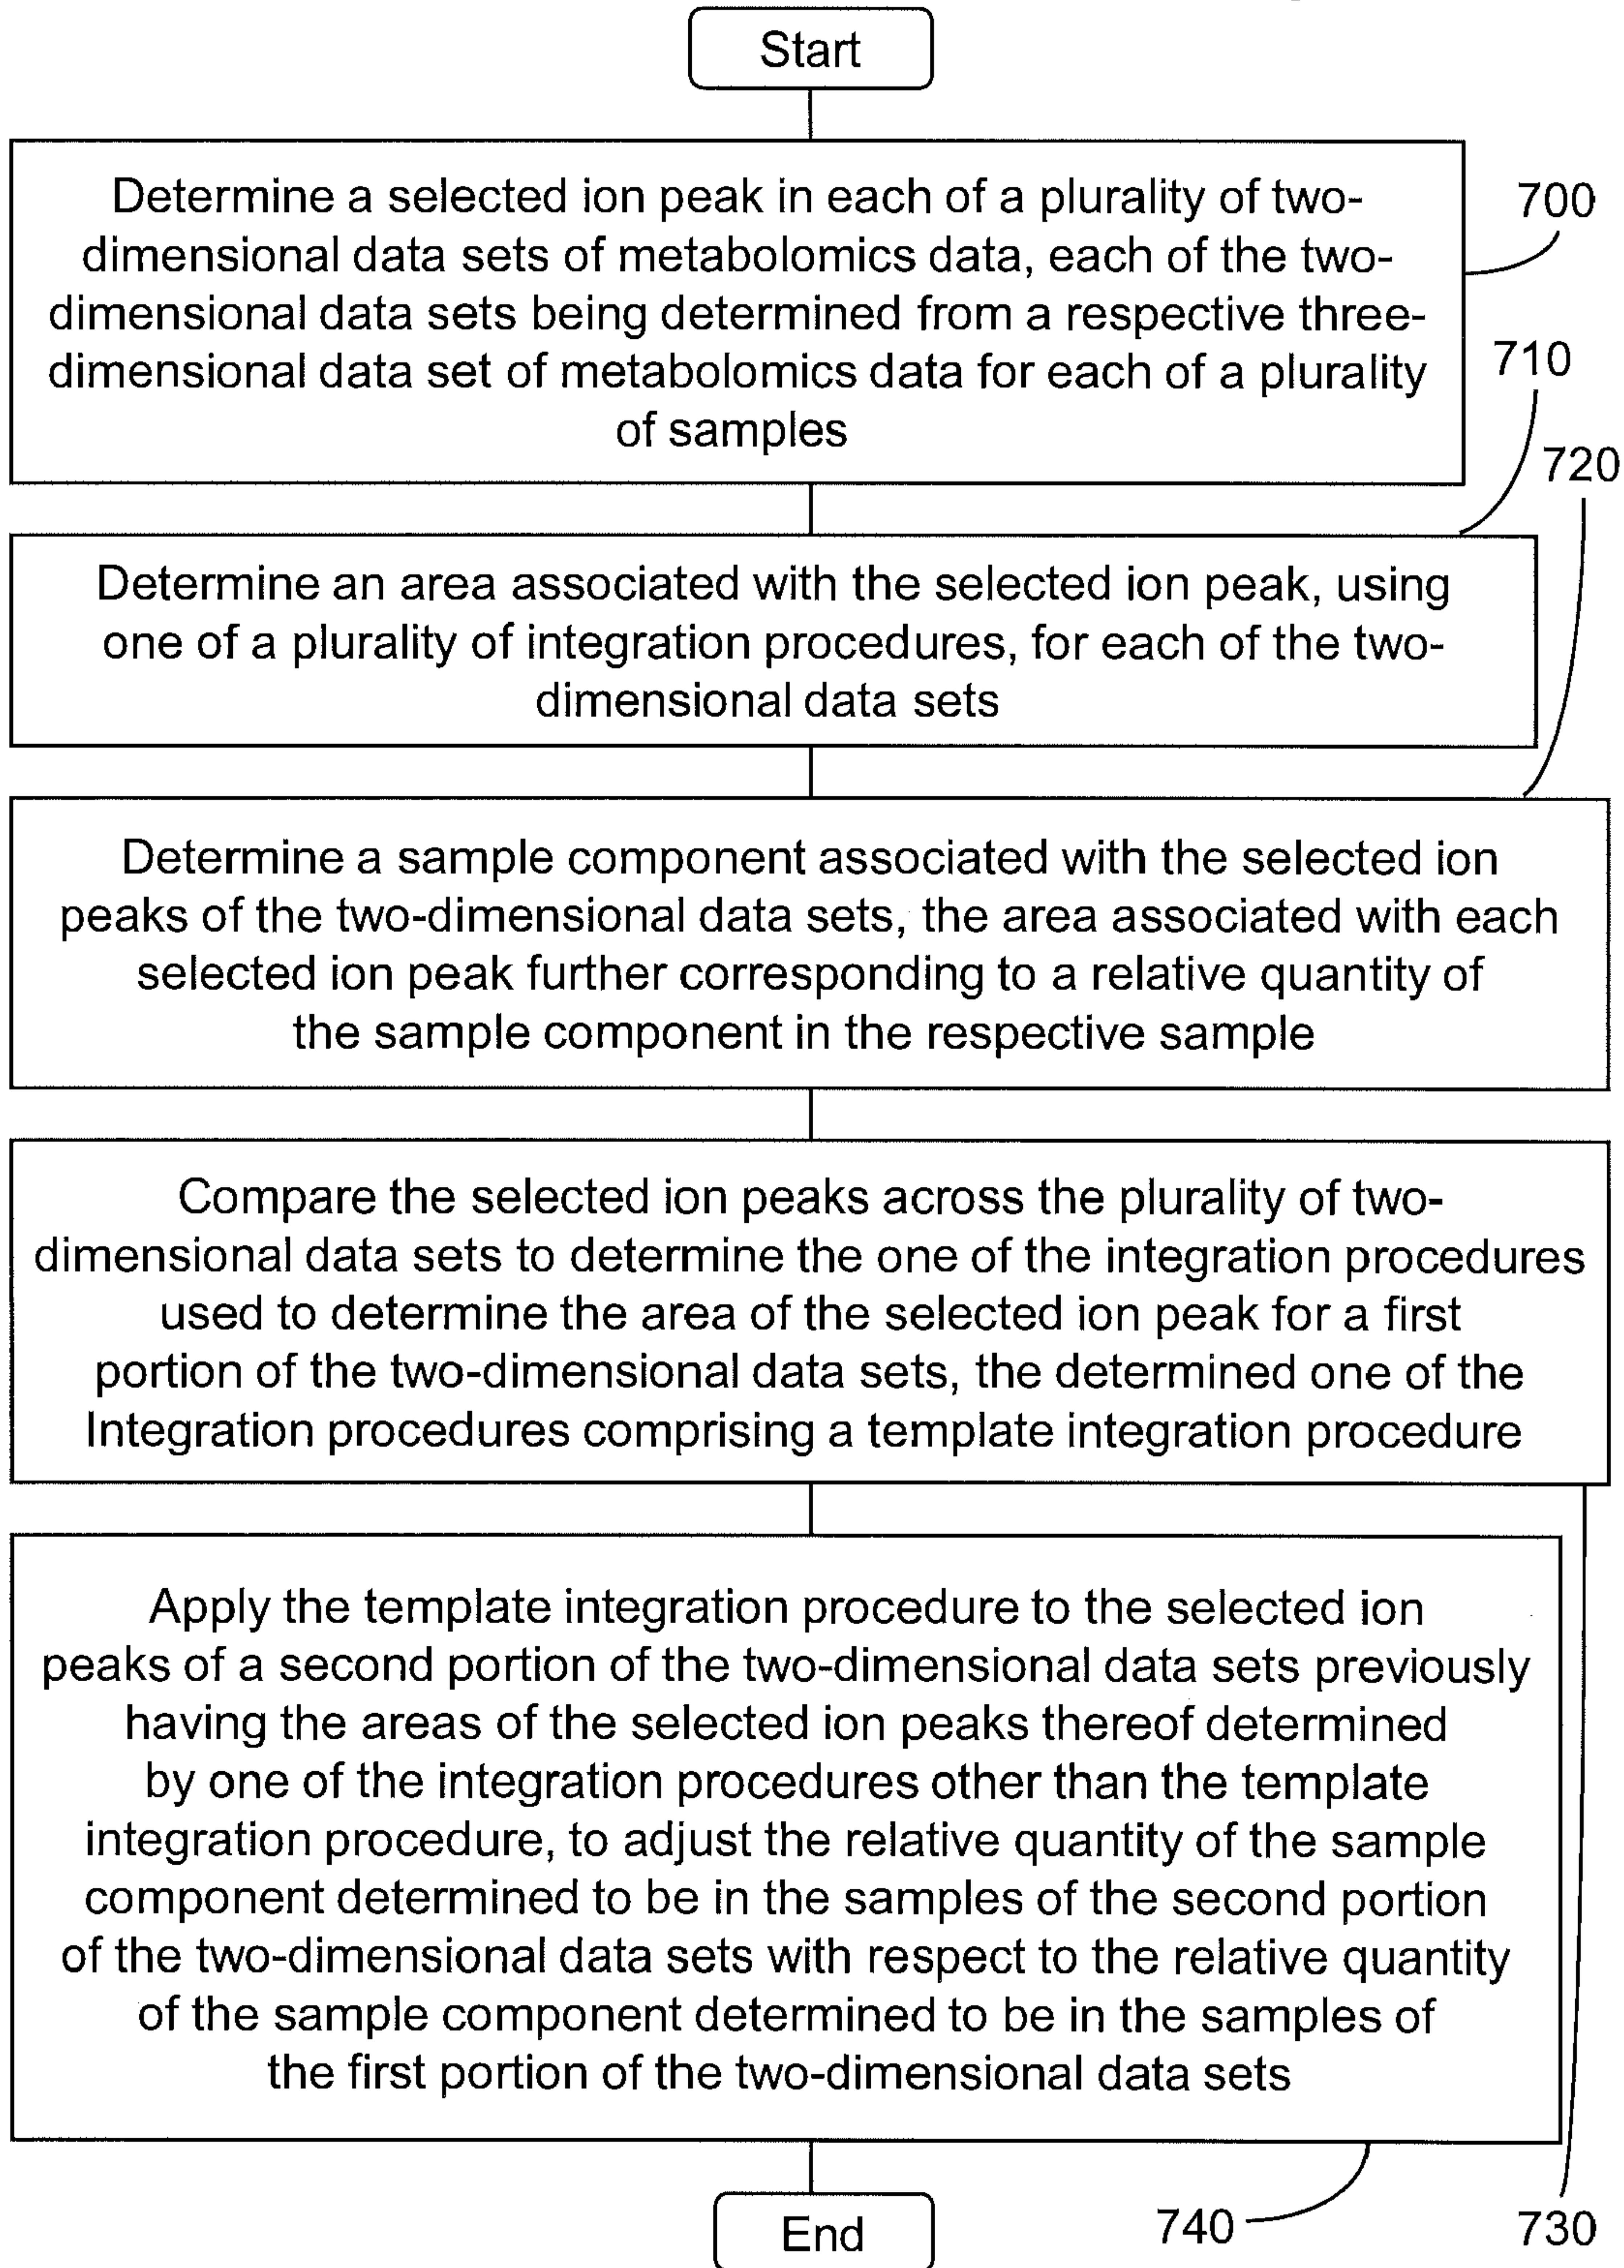 Start
Determine a selected ion peak in each of a plurality of two-
dimensional data sets of metabolomics data, each of the two-
dimensional data sets being determined from a respective three-
dimensional data set of metabolomics data for each of a plurality
of samples
700
710
720
Determine an area associated with the selected ion peak, using
one of a plurality of integration procedures, for each of the two-
dimensional data sets
Determine a sample component associated with the selected ion
peaks of the two-dimensional data sets, the area associated with each
selected ion peak further corresponding to a relative quantity of
the sample component in the respective sample
Compare the selected ion peaks across the plurality of two-
dimensional data sets to determine the one of the integration procedures
used to determine the area of the selected ion peak for a first
portion of the two-dimensional data sets, the determined one of the
Integration procedures comprising a template integration procedure
Apply the template integration procedure to the selected ion
peaks of a second portion of the two-dimensional data sets previously
having the areas of the selected ion peaks thereof determined
by one of the integration procedures other than the template
integration procedure, to adjust the relative quantity of the sample
component determined to be in the samples of the second portion
of the two-dimensional data sets with respect to the relative quantity
of the sample component determined to be in the samples of
the first portion of the two-dimensional data sets
End
740
730